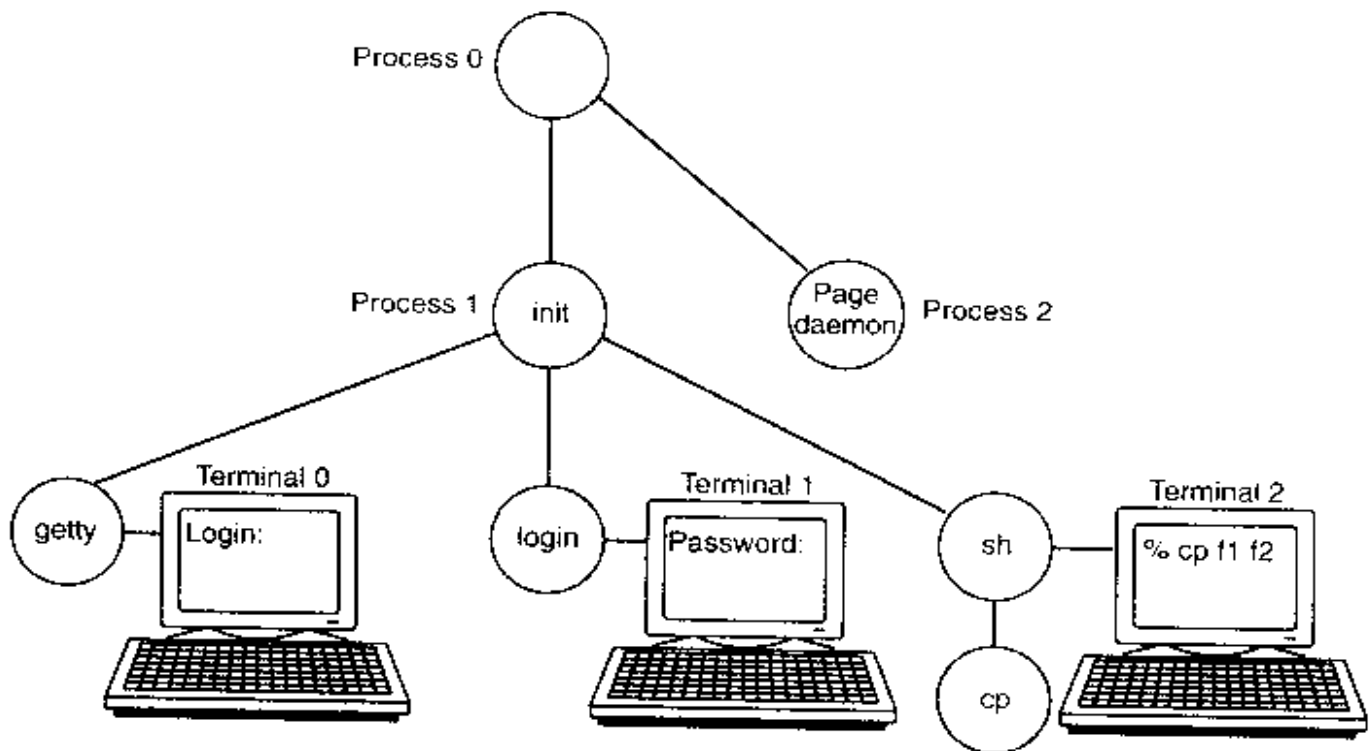 Process 0
Process 1
init
Page
daemon
Process 2
Terminal 0
Terminal 1
Terminal 2
getty
Login:
login
Password:
sh
% cp f1 f2
cp